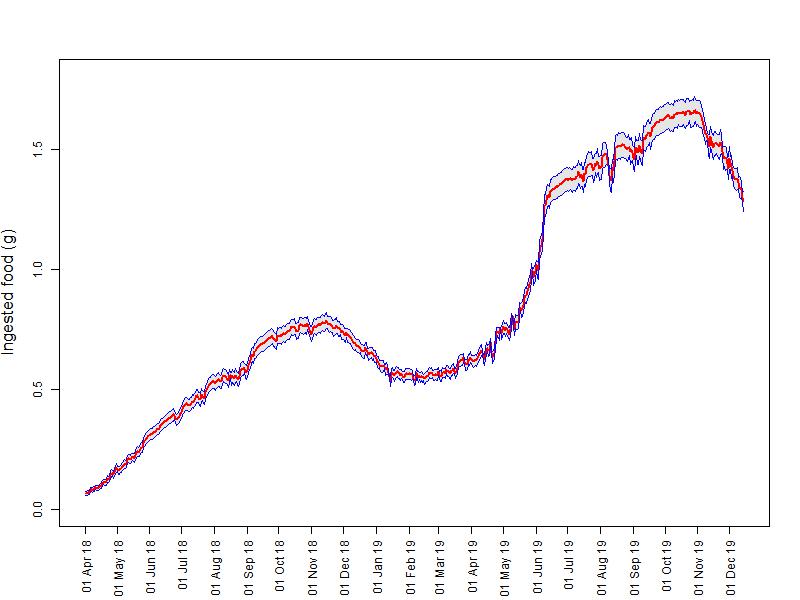 Ingested food (g)
1.5
1.0
0.5
0.0
01 Apr 18
01 May 18
01 Jun 18
01 Jul 18
01 Aug 18
01 Sep 18
01 Oct 18
01 Nov 18
01 Dec 18
01 Jan 19
01 Feb 19
01 Mar 19
01 Apr 19
01 May 19
01 Jun 19
01 Jul 19
01 Aug 19
01 Sep 19
01 Oct 19
01 Nov 19
01 Dec 19